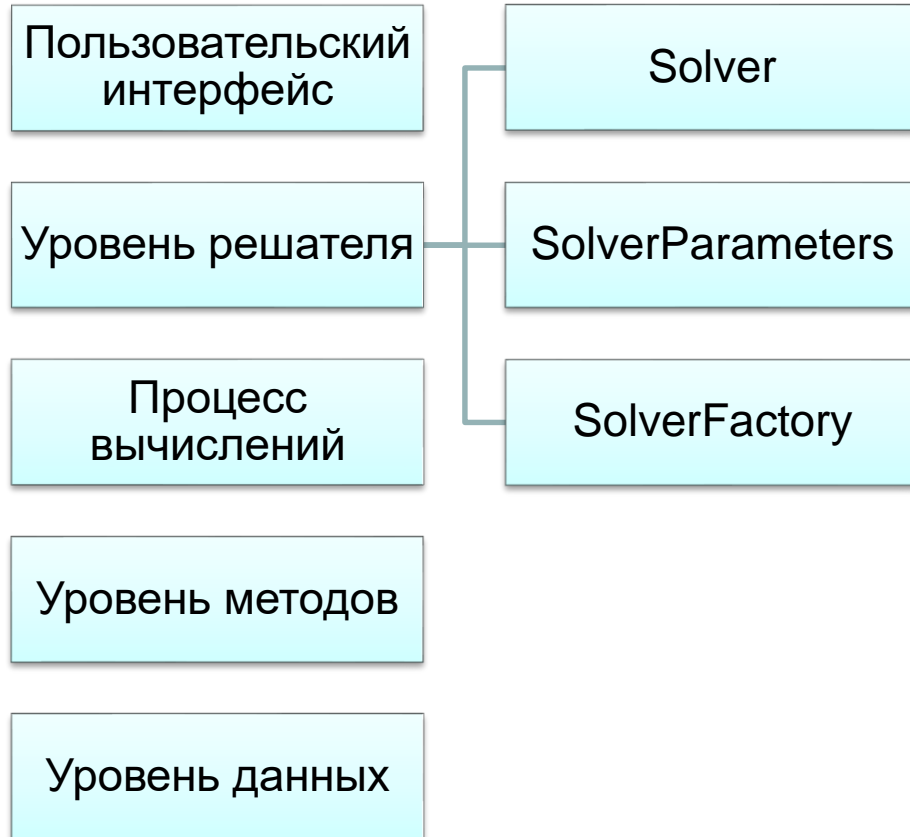 Пользовательский
интерфейс
Solver
Уровень решателя
SolverParameters
Процесс
вычислений
SolverFactory
Уровень методов
Уровень данных